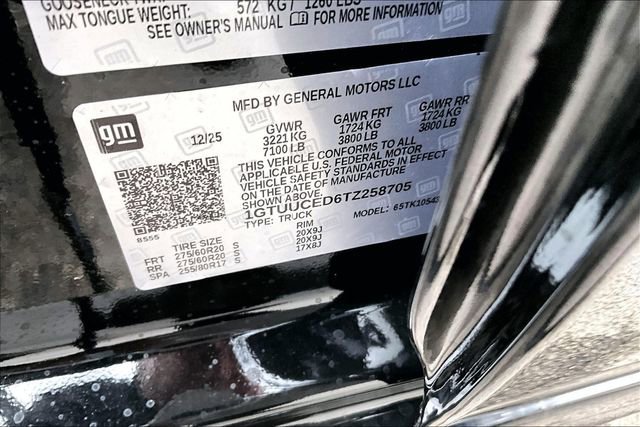 MAX TONGUE WEIGHT: 572 KG / 1260 LBS
SEE OWNER'S MANUAL FOR MORE INFORMATION
MFD BY GENERAL MOTORS LLC
gm
12/25
GVWR GAWR FRT GAWR RR
3221 KG 1724 KG 1724 KG
7100 LB 3800 LB 3800 LB
THIS VEHICLE CONFORMS TO ALL
APPLICABLE U.S. FEDERAL MOTOR
VEHICLE SAFETY STANDARDS IN EFFECT
ON THE DATE OF MANUFACTURE
1GTUUCED6TZ258705
TYPE: TRUCK MODEL: 65TK10543
8555
TIRE SIZE RIM
FRT 275/60R20 S 20X9J
RR 275/60R20 S 20X9J
SPA 255/80R17 S 17X8J